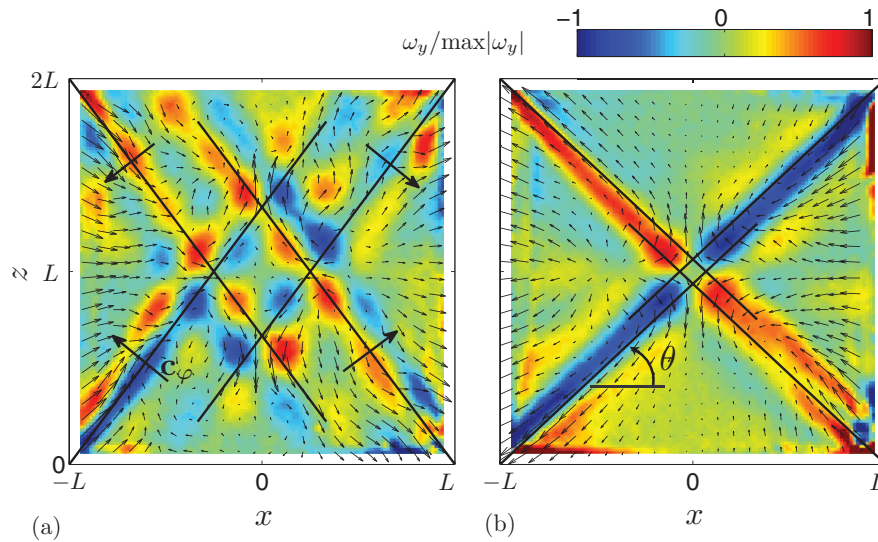 −1 0 1
ω_y/max|ω_y|
2L
z L
0
c_φ
θ
−L 0 L
−L 0 L
x
x
(a)
(b)